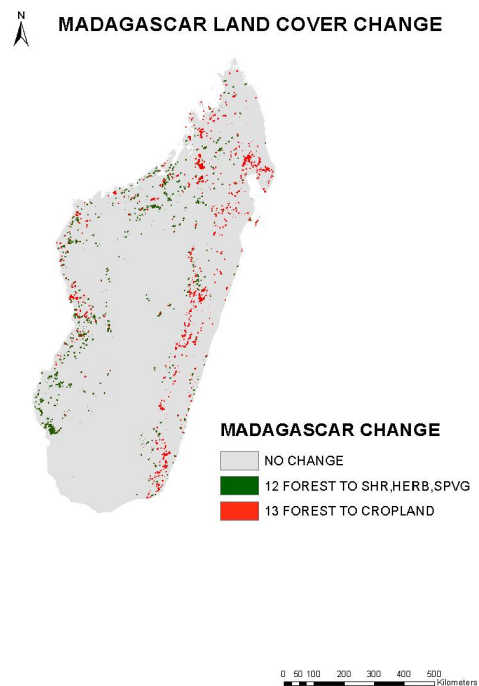 N
MADAGASCAR LAND COVER CHANGE
MADAGASCAR CHANGE
NO CHANGE
12 FOREST TO SHR,HERB,SPVG
13 FOREST TO CROPLAND
0 50 100 200 300 400 500
Kilometers